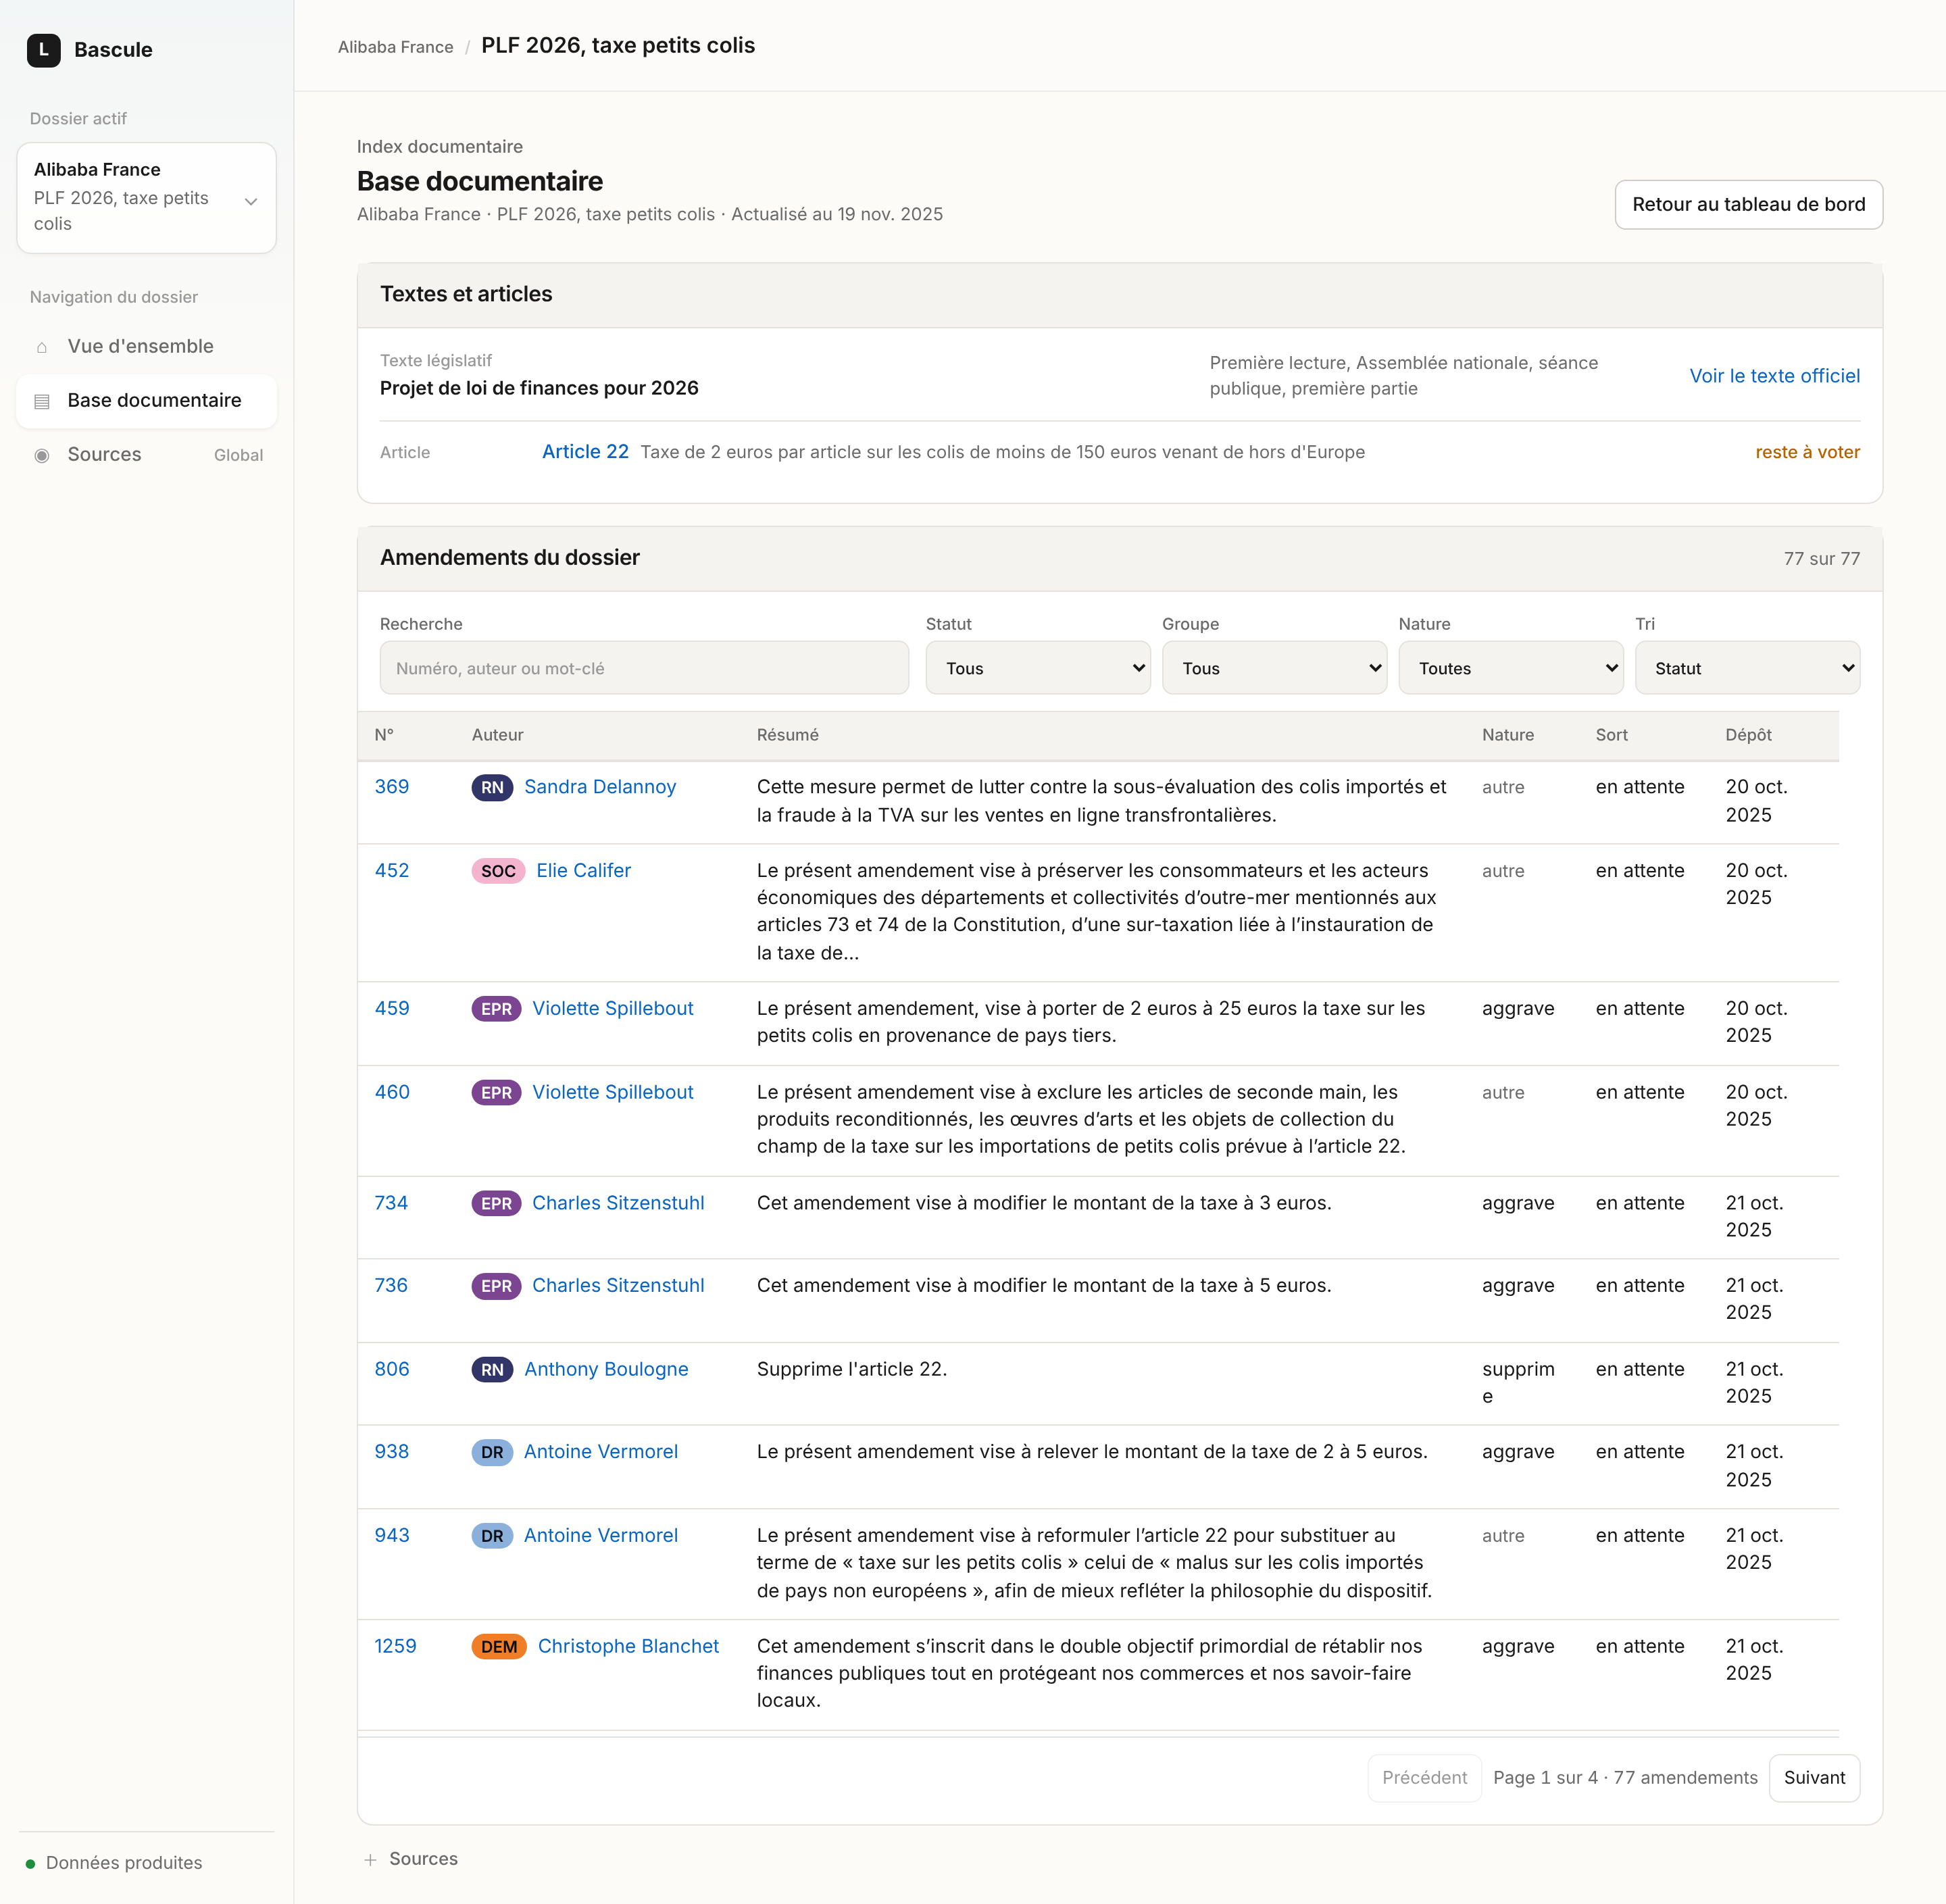 L Bascule
Dossier actif
Alibaba France
PLF 2026, taxe petits
colis
Navigation du dossier
Vue d'ensemble
Base documentaire
Sources Global
Données produites
Alibaba France / PLF 2026, taxe petits colis
Index documentaire
Base documentaire
Alibaba France · PLF 2026, taxe petits colis · Actualisé au 19 nov. 2025
Retour au tableau de bord
Textes et articles
Texte législatif
Projet de loi de finances pour 2026
Première lecture, Assemblée nationale, séance
publique, première partie
Voir le texte officiel
Article Article 22 Taxe de 2 euros par article sur les colis de moins de 150 euros venant de hors d'Europe reste à voter
Amendements du dossier 77 sur 77
Recherche Statut Groupe Nature Tri
Numéro, auteur ou mot-clé Tous Tous Toutes Statut
N° Auteur Résumé Nature Sort Dépôt
369 RN Sandra Delannoy Cette mesure permet de lutter contre la sous-évaluation des colis importés et autre en attente 20 oct.
la fraude à la TVA sur les ventes en ligne transfrontalières. 2025
452 SOC Elie Califer Le présent amendement vise à préserver les consommateurs et les acteurs autre en attente 20 oct.
économiques des départements et collectivités d’outre-mer mentionnés aux 2025
articles 73 et 74 de la Constitution, d’une sur-taxation liée à l’instauration de
la taxe de…
459 EPR Violette Spillebout Le présent amendement, vise à porter de 2 euros à 25 euros la taxe sur les aggrave en attente 20 oct.
petits colis en provenance de pays tiers. 2025
460 EPR Violette Spillebout Le présent amendement vise à exclure les articles de seconde main, les autre en attente 20 oct.
produits reconditionnés, les œuvres d’arts et les objets de collection du 2025
champ de la taxe sur les importations de petits colis prévue à l’article 22.
734 EPR Charles Sitzenstuhl Cet amendement vise à modifier le montant de la taxe à 3 euros. aggrave en attente 21 oct.
2025
736 EPR Charles Sitzenstuhl Cet amendement vise à modifier le montant de la taxe à 5 euros. aggrave en attente 21 oct.
2025
806 RN Anthony Boulogne Supprime l'article 22. supprim en attente 21 oct.
e 2025
938 DR Antoine Vermorel Le présent amendement vise à relever le montant de la taxe de 2 à 5 euros. aggrave en attente 21 oct.
2025
943 DR Antoine Vermorel Le présent amendement vise à reformuler l’article 22 pour substituer au autre en attente 21 oct.
terme de « taxe sur les petits colis » celui de « malus sur les colis importés 2025
de pays non européens », afin de mieux refléter la philosophie du dispositif.
1259 DEM Christophe Blanchet Cet amendement s’inscrit dans le double objectif primordial de rétablir nos aggrave en attente 21 oct.
finances publiques tout en protégeant nos commerces et nos savoir-faire 2025
locaux.
Précédent Page 1 sur 4 · 77 amendements Suivant
+ Sources